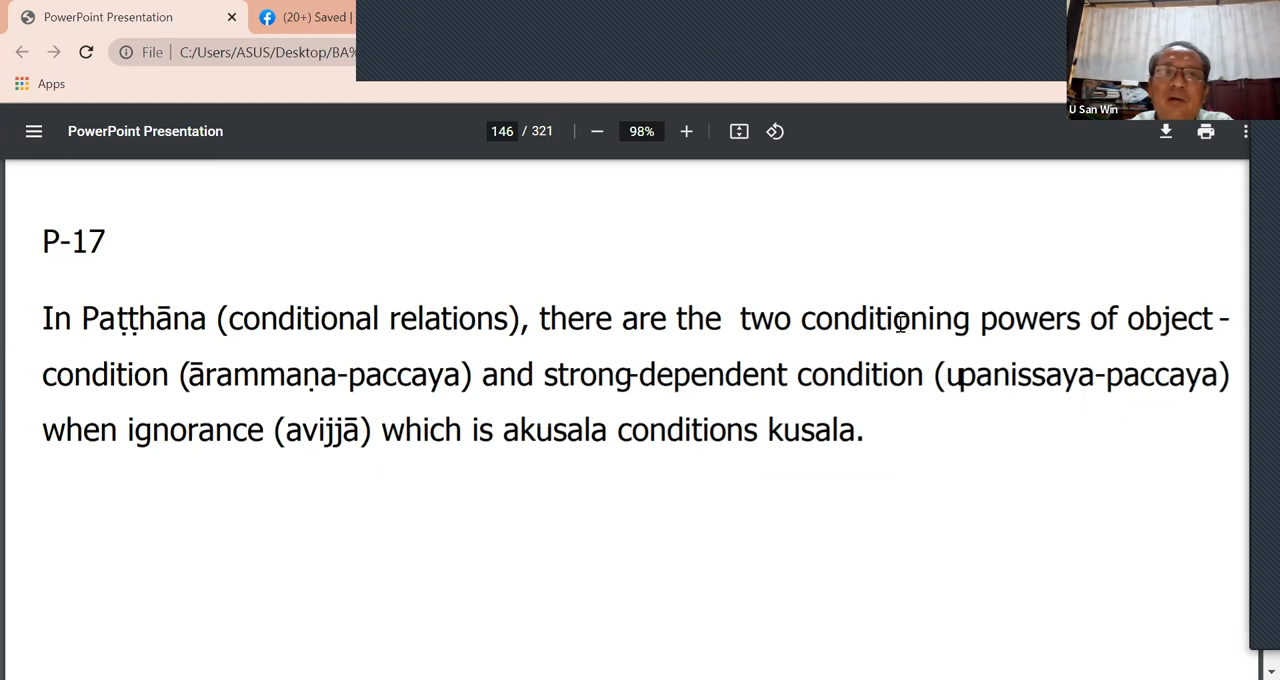 PowerPoint Presentation
(20+) Saved |
File | C:/Users/ASUS/Desktop/BA%
Apps
U San Win
PowerPoint Presentation
146 / 321
98%
P-17
In Paṭṭhāna (conditional relations), there are the two conditioning powers of object -
condition (ārammaṇa-paccaya) and strong-dependent condition (upanissaya-paccaya)
when ignorance (avijjā) which is akusala conditions kusala.